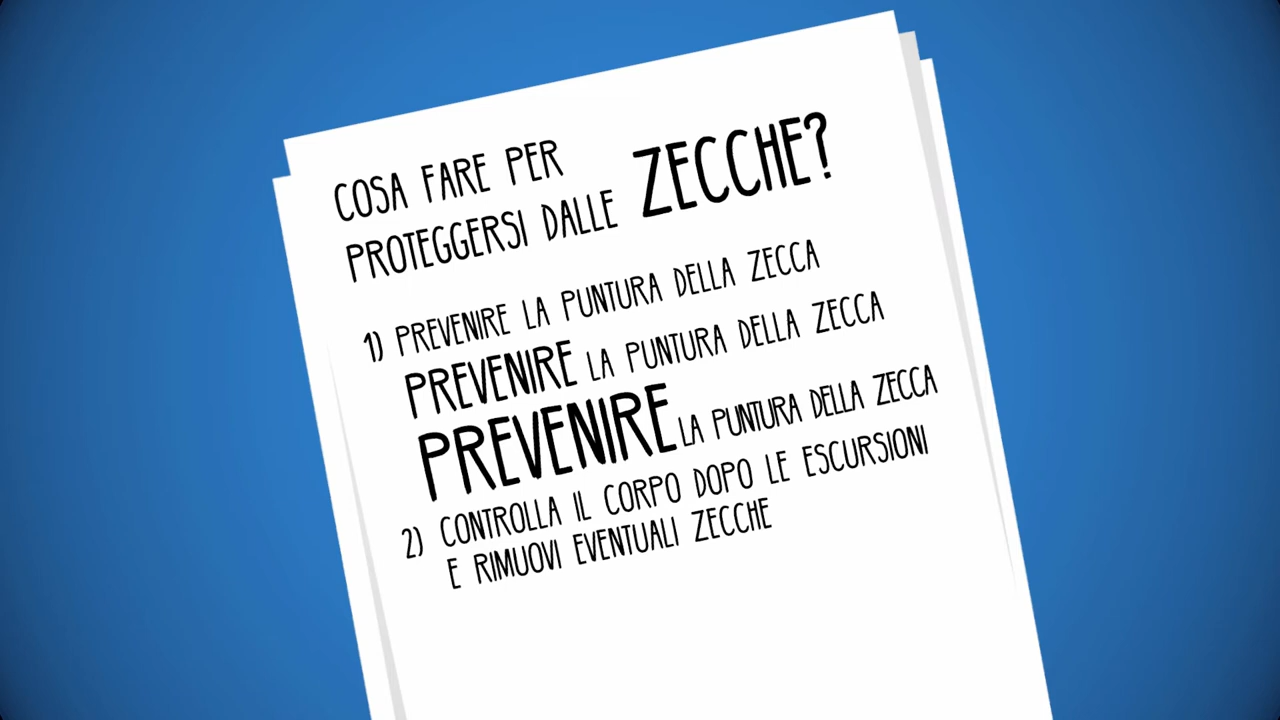 COSA FARE PER
PROTEGGERSI DALLE ZECCHE?
1) PREVENIRE LA PUNTURA DELLA ZECCA
PREVENIRE LA PUNTURA DELLA ZECCA
PREVENIRE LA PUNTURA DELLA ZECCA
2) CONTROLLA IL CORPO DOPO LE ESCURSIONI
E RIMUOVI EVENTUALI ZECCHE